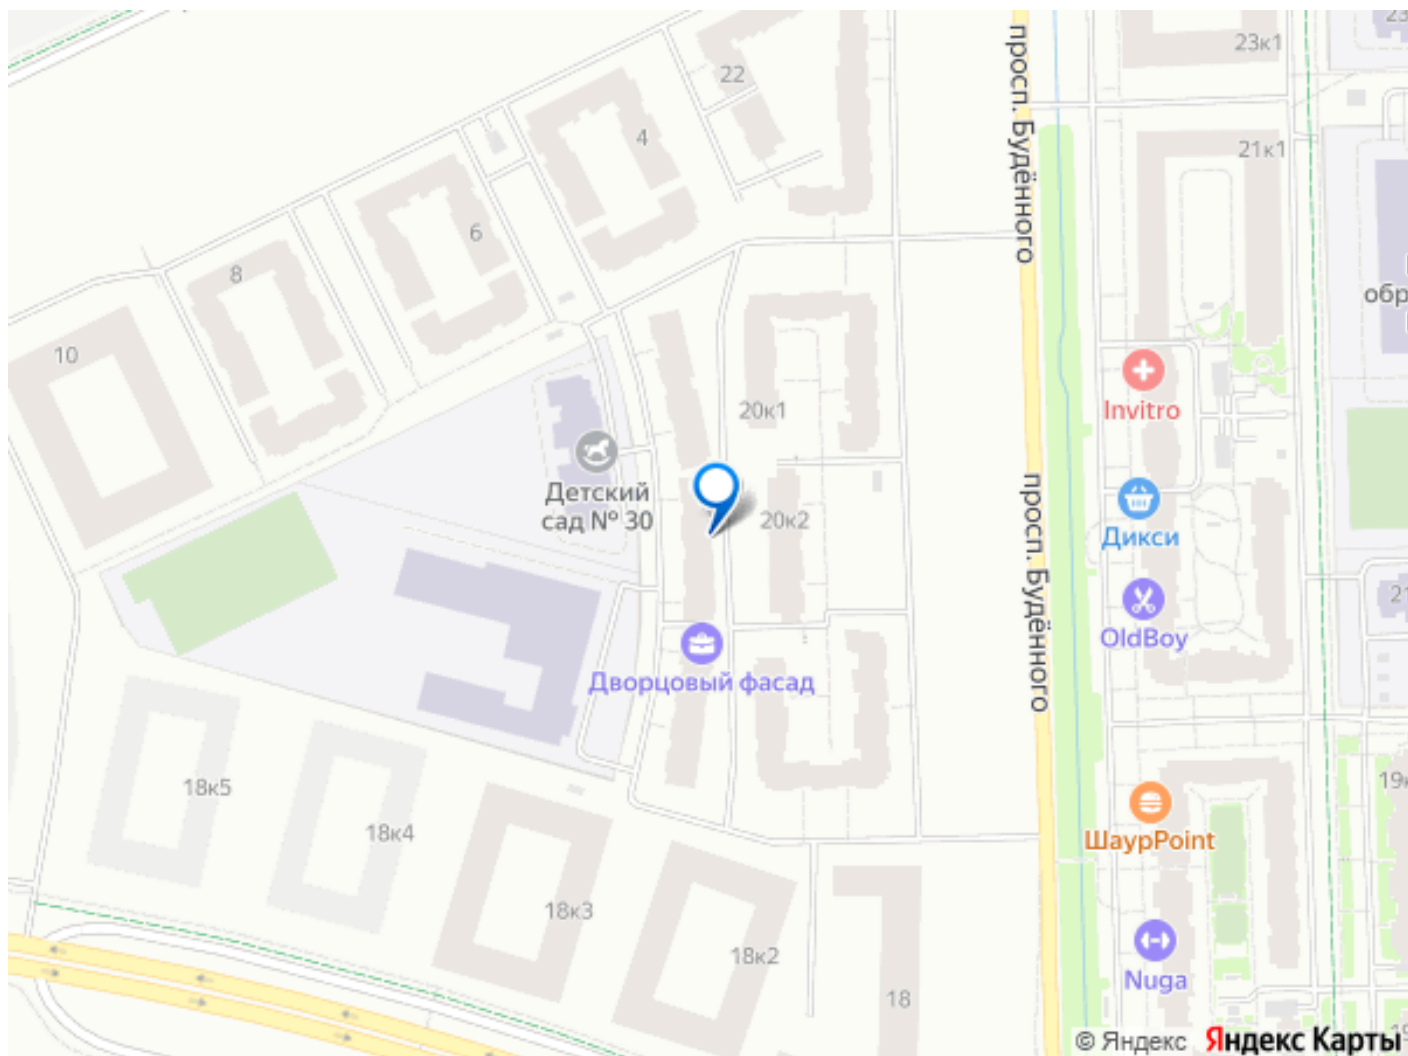 23к1
22
просп. Будённого
4
21к1
6
8
обр
10
Invitro
20к1
Детский
сад № 30
20к2
Дикси
просп. Будённого
OldBoy
Дворцовый фасад
18к5
18к4
ШаурPoint
18к3
18к2
Nuga
18
© Яндекс Яндекс Карты